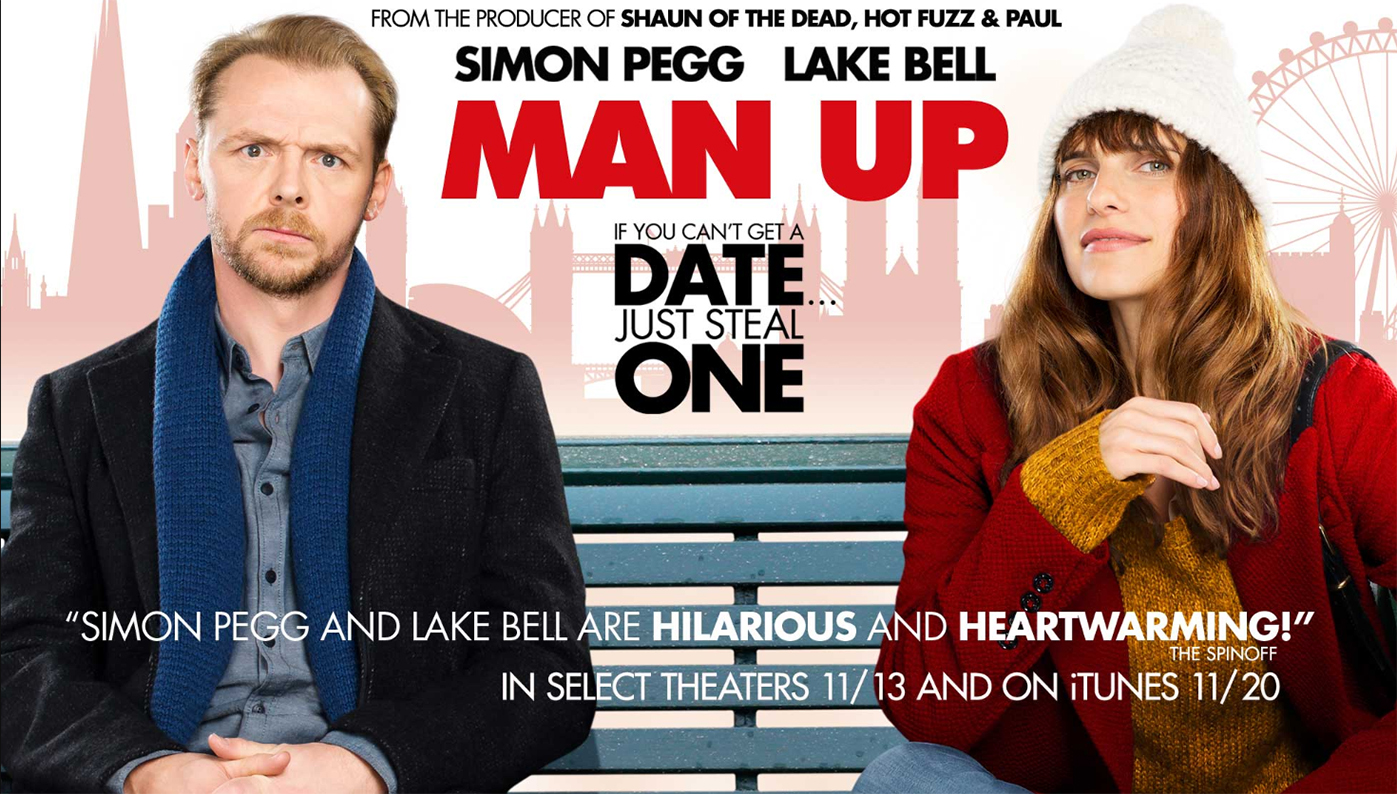 FROM THE PRODUCER OF SHAUN OF THE DEAD, HOT FUZZ & PAUL
SIMON PEGG LAKE BELL
MAN UP
IF YOU CAN'T GET A
DATE...
JUST STEAL
ONE
“SIMON PEGG AND LAKE BELL ARE HILARIOUS AND HEARTWARMING!”
THE SPINOFF
IN SELECT THEATERS 11/13 AND ON iTUNES 11/20